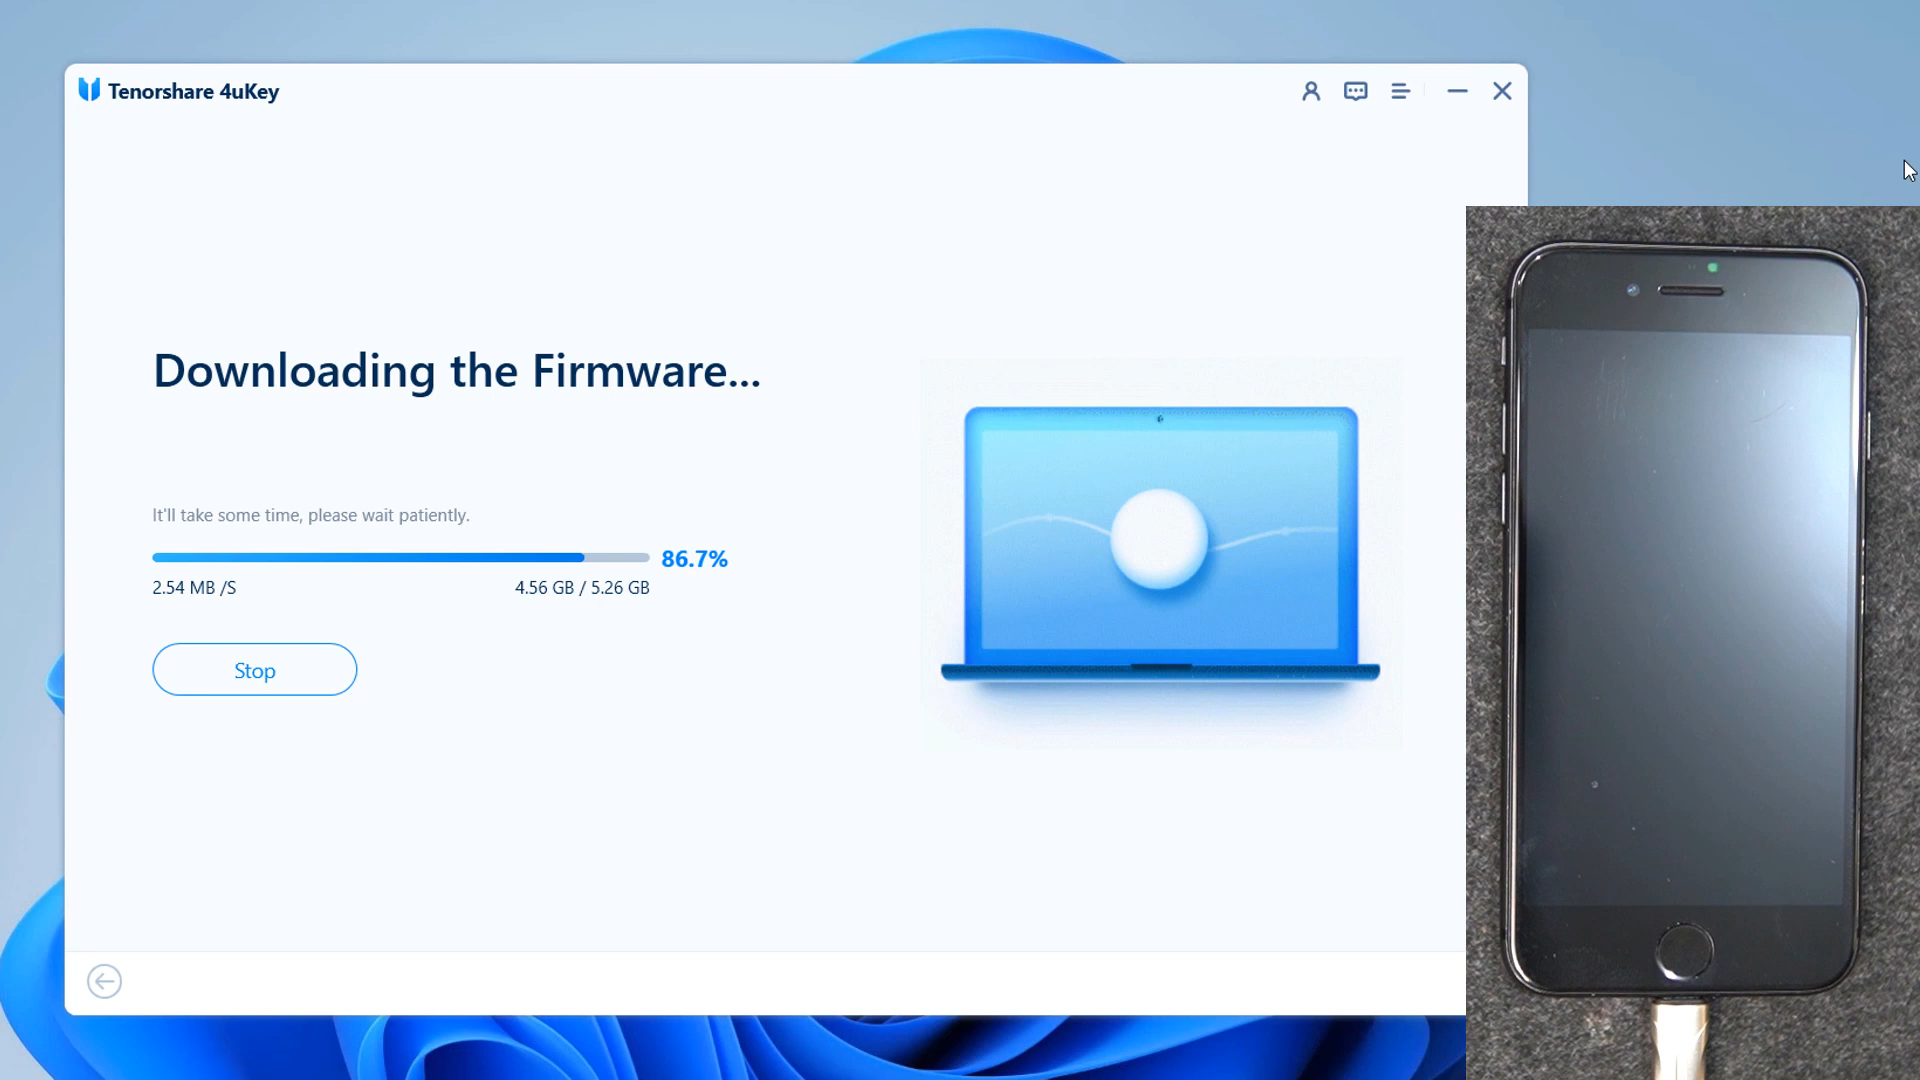 Tenorshare 4uKey
Downloading the Firmware...
It'll take some time, please wait patiently.
86.7%
2.54 MB /S
4.56 GB / 5.26 GB
Stop